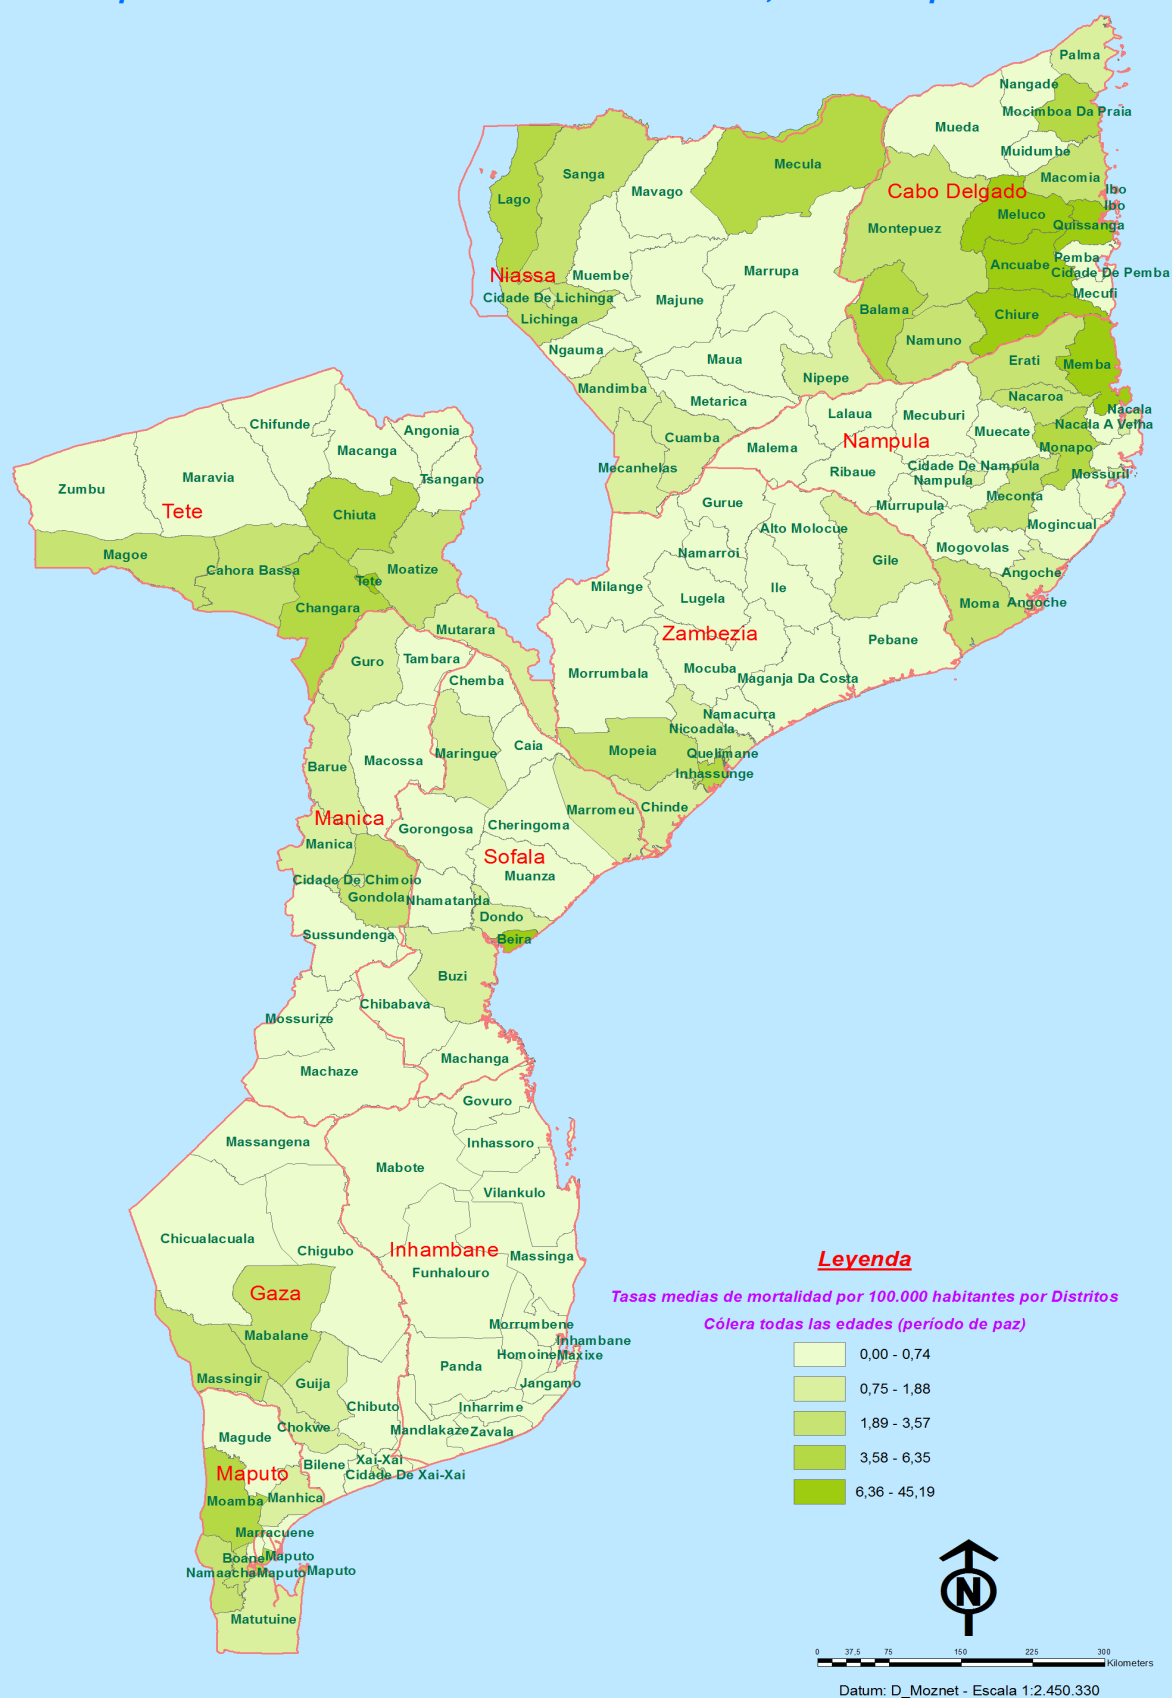 Palma
Nangade
Mocimboa Da Praia
Mueda
Muidumbe
Mecula
Sanga
Macomia
Mavago
Cabo Delgado
Ibo
Lago
Ibo
Meluco
Quissanga
Montepuez
Pemba
Ancuabe
Marrupa
Cidade De Pemba
Niassa
Muembe
Mecufi
Cidade De Lichinga
Majune
Balama
Chiure
Lichinga
Namuno
Ngauma
Maua
Erati
Memba
Nipepe
Mandimba
Nacaroa
Metarica
Nacala
Lalaua
Mecuburi
Chifunde
Nacala A Velha
Angonia
Muecate
Cuamba
Nampula
Malema
Monapo
Macanga
Mecanhelas
Cidade De Nampula
Ribaue
Mossuril
Maravia
Tsangano
Nampula
Zumbu
Meconta
Gurue
Murrupula
Tete
Chiuta
Alto Molocue
Mogincual
Mogovolas
Magoe
Namarroi
Gile
Cahora Bassa
Moatize
Angoche
Tete
Milange
Ile
Lugela
Moma
Angoche
Changara
Mutarara
Zambezia
Pebane
Guro
Tambara
Mocuba
Morrumbala
Maganja Da Costa
Chemba
Namacurra
Nicoadala
Caia
Mopeia
Maringue
Quelimane
Macossa
Barue
Inhassunge
Chinde
Marromeu
Manica
Cheringoma
Gorongosa
Manica
Sofala
Muanza
Cidade De Chimoio
Gondola
Nhamatanda
Dondo
Sussundenga
Beira
Buzi
Chibabava
Mossurize
Machanga
Machaze
Govuro
Massangena
Inhassoro
Mabote
Vilankulo
Chicualacuala
Chigubo
Inhambane
Massinga
Funhalouro
Gaza
Morrumbene
Mabalane
Inhambane
Homoine
Maxixe
Panda
Massingir
Guija
Jangamo
Chibuto
Inharrime
Chokwe
Mandlakaze
Zavala
Magude
Xai-Xai
Bilene
Maputo
Cidade De Xai-Xai
Moamba
Manhica
Marracuene
Boane
Maputo
Namaacha
Maputo
Maputo
Matutuine
Leyenda
Tasas medias de mortalidad por 100.000 habitantes por Distritos
Cólera todas las edades (período de paz)
0,00 - 0,74
0,75 - 1,88
1,89 - 3,57
3,58 - 6,35
6,36 - 45,19
N
0 37,5 75 150 225 300
Kilometers
Datum: D_Moznet - Escala 1:2.450.330